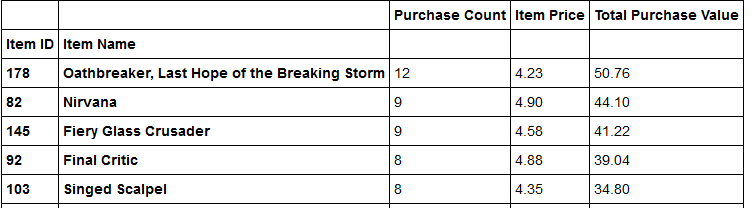 Purchase Count Item Price Total Purchase Value
Item ID Item Name
178 Oathbreaker, Last Hope of the Breaking Storm 12 4.23 50.76
82 Nirvana 9 4.90 44.10
145 Fiery Glass Crusader 9 4.58 41.22
92 Final Critic 8 4.88 39.04
103 Singed Scalpel 8 4.35 34.80